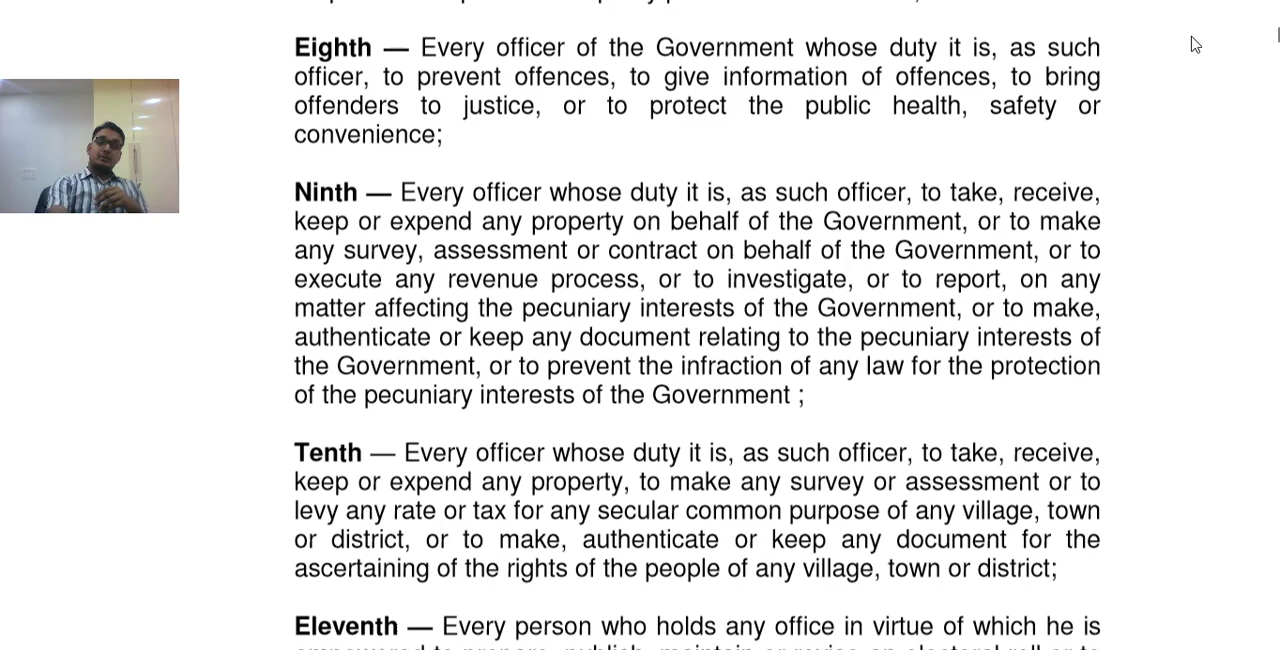 Eighth — Every officer of the Government whose duty it is, as such
officer, to prevent offences, to give information of offences, to bring
offenders to justice, or to protect the public health, safety or
convenience;
Ninth — Every officer whose duty it is, as such officer, to take, receive,
keep or expend any property on behalf of the Government, or to make
any survey, assessment or contract on behalf of the Government, or to
execute any revenue process, or to investigate, or to report, on any
matter affecting the pecuniary interests of the Government, or to make,
authenticate or keep any document relating to the pecuniary interests of
the Government, or to prevent the infraction of any law for the protection
of the pecuniary interests of the Government ;
Tenth — Every officer whose duty it is, as such officer, to take, receive,
keep or expend any property, to make any survey or assessment or to
levy any rate or tax for any secular common purpose of any village, town
or district, or to make, authenticate or keep any document for the
ascertaining of the rights of the people of any village, town or district;
Eleventh — Every person who holds any office in virtue of which he is